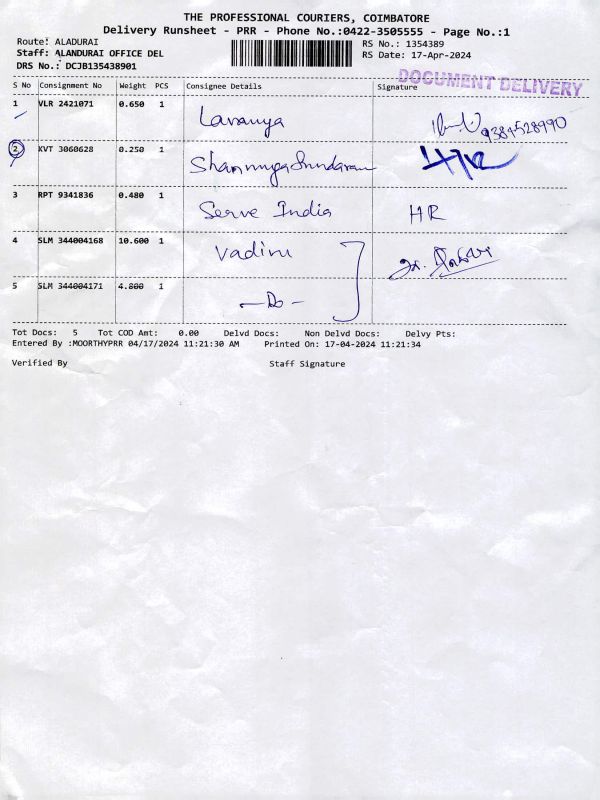 THE PROFESSIONAL COURIERS, COIMBATORE
Delivery Runsheet - PRR - Phone No.:0422-3505555 - Page No.:1
Route: ALADURAI RS No.: 1354389
Staff: ALANDURAI OFFICE DEL RS Date: 17-Apr-2024
DRS No.: DCJB135438901
DOCUMENT DELIVERY
S No Consignment No Weight PCS Consignee Details Signature
1 VLR 2421071 0.650 1 Lavanya 9384528990
2 KVT 3060628 0.250 1 Shanmuga Sundaram
3 RPT 9341836 0.480 1 Serve India HR
4 SLM 344004168 10.600 1
5 SLM 344004171 4.800 1 - Do -
Tot Docs: 5 Tot COD Amt: 0.00 Delvd Docs: Non Delvd Docs: Delvy Pts:
Entered By :MOORTHYPRR 04/17/2024 11:21:30 AM Printed On: 17-04-2024 11:21:34
Verified By Staff Signature